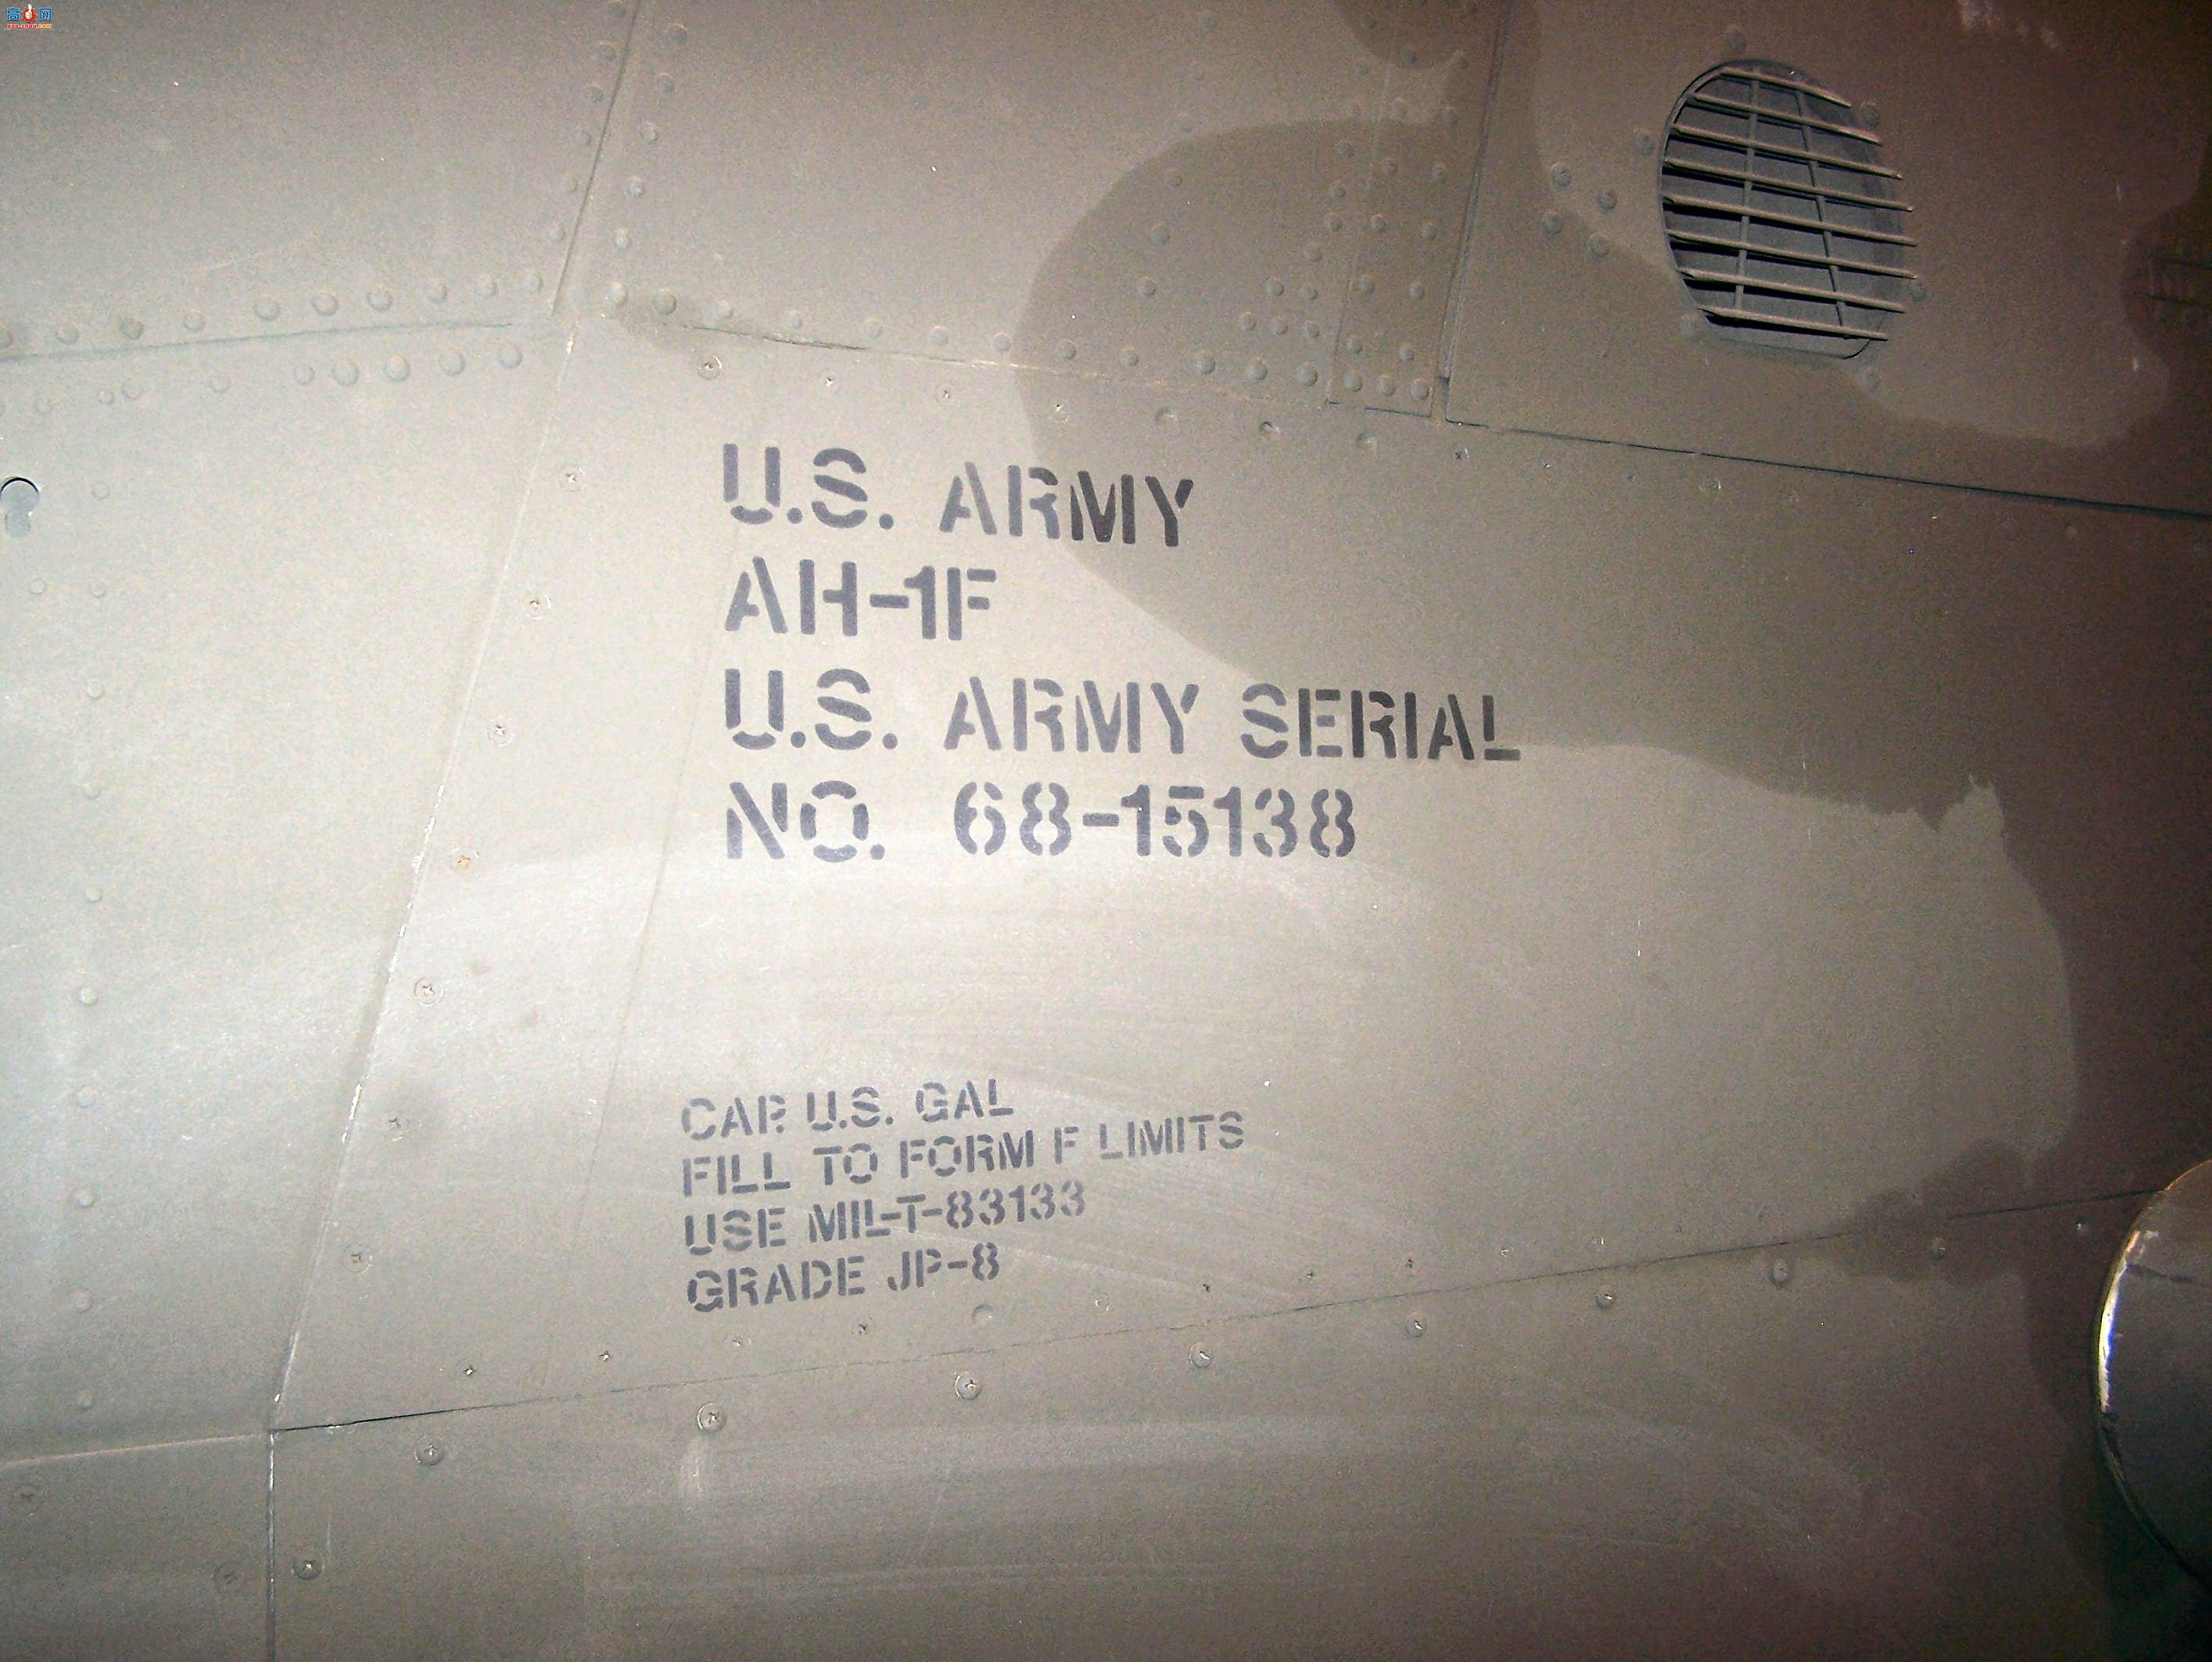 U.S. ARMY
AH-1F
U.S. ARMY SERIAL
NO. 68-15138
CAP. U.S. GAL
FILL TO FORM F LIMITS
USE MIL-T-83133
GRADE JP-8